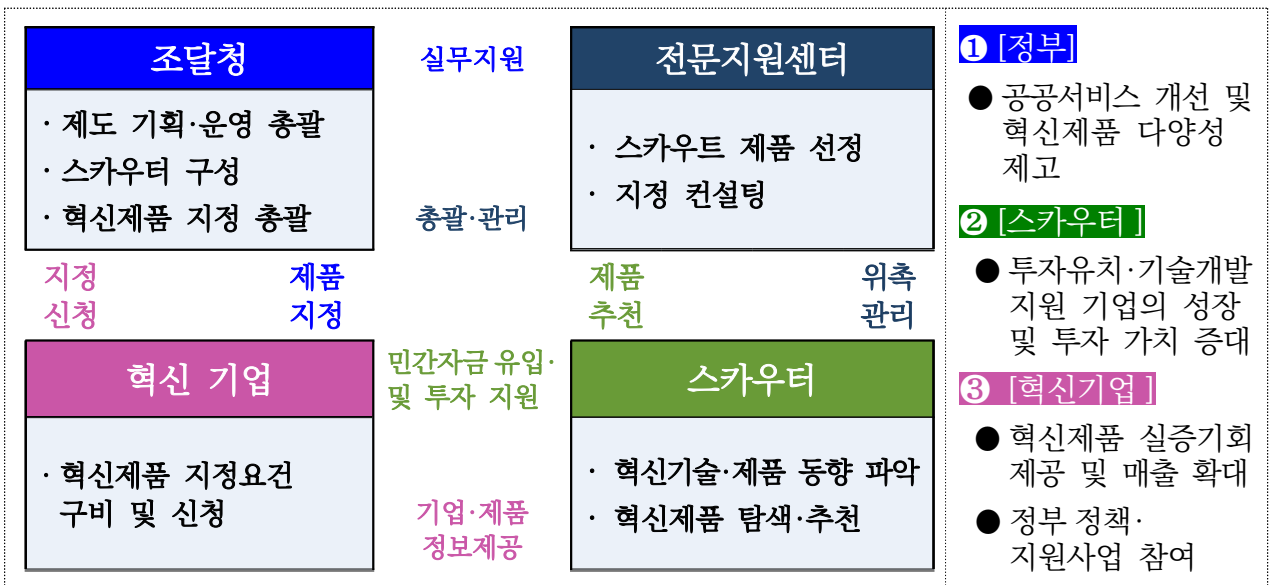 조달청
· 제도 기획·운영 총괄
· 스카우터 구성
· 혁신제품 지정 총괄
실무지원
총괄·관리
전문지원센터
· 스카우트 제품 선정
· 지정 컨설팅
지정
신청
제품
지정
제품
추천
위촉
관리
혁신 기업
· 혁신제품 지정요건
구비 및 신청
민간자금 유입·
및 투자 지원
기업·제품
정보제공
스카우터
· 혁신기술·제품 동향 파악
· 혁신제품 탐색·추천
❶ [정부]
● 공공서비스 개선 및
혁신제품 다양성
제고
❷ [스카우터 ]
● 투자유치·기술개발
지원 기업의 성장
및 투자 가치 증대
❸ [혁신기업 ]
● 혁신제품 실증기회
제공 및 매출 확대
● 정부 정책·
지원사업 참여